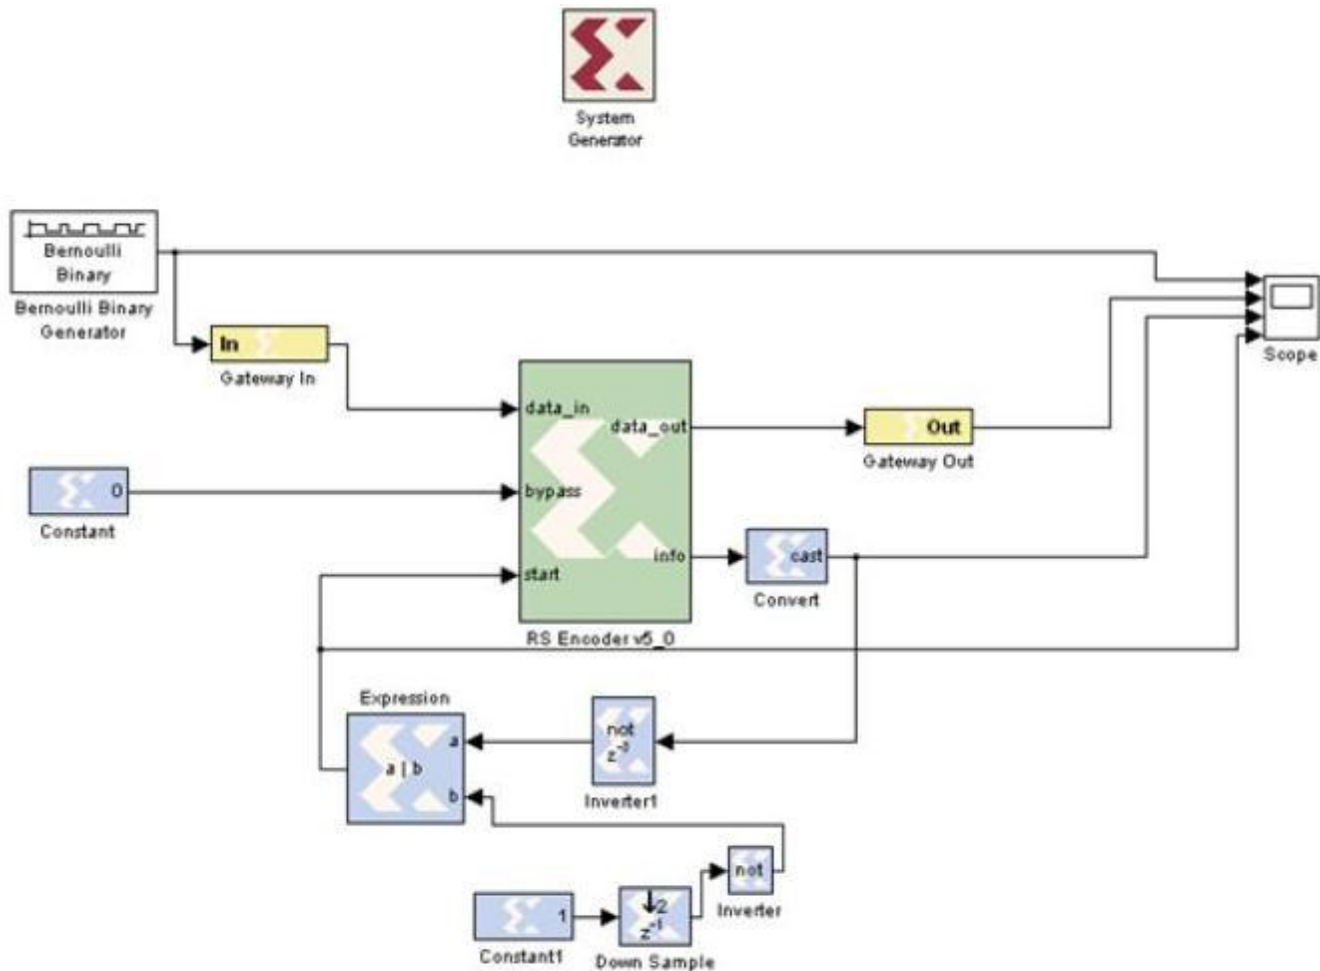 System
Generator
Bernoulli
Binary
Bernoulli Binary
Generator
In
Gateway In
Scope
data_in
data_out
Out
Gateway Out
0
Constant
bypass
info
cast
Convert
start
RS Encoder v5_0
Expression
a
a | b
b
not
Inverter1
not
Inverter
1
Constant1
↓2
z⁻¹
Down Sample